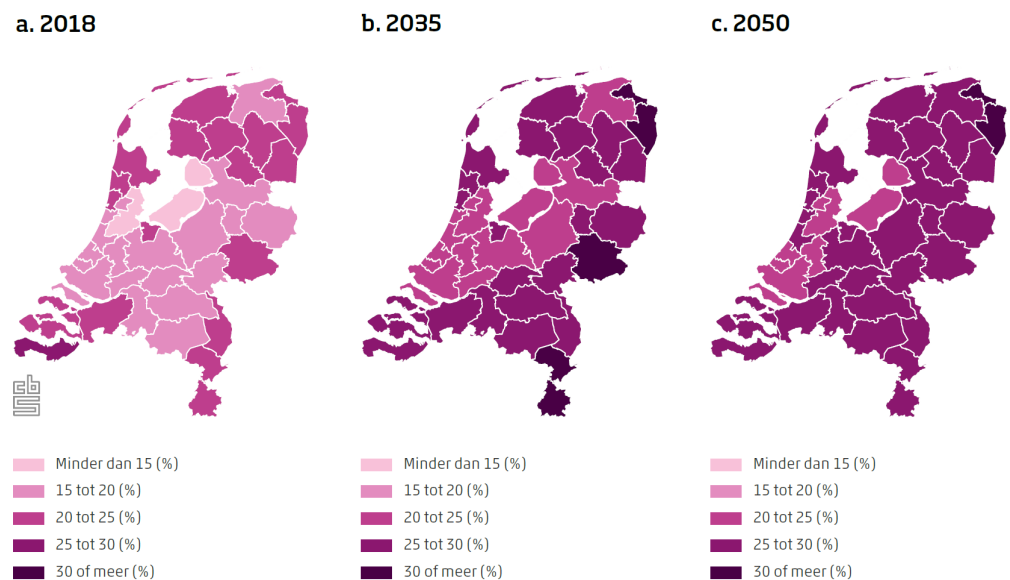 a. 2018
b. 2035
c. 2050
cbs
Minder dan 15 (%)
15 tot 20 (%)
20 tot 25 (%)
25 tot 30 (%)
30 of meer (%)
Minder dan 15 (%)
15 tot 20 (%)
20 tot 25 (%)
25 tot 30 (%)
30 of meer (%)
Minder dan 15 (%)
15 tot 20 (%)
20 tot 25 (%)
25 tot 30 (%)
30 of meer (%)